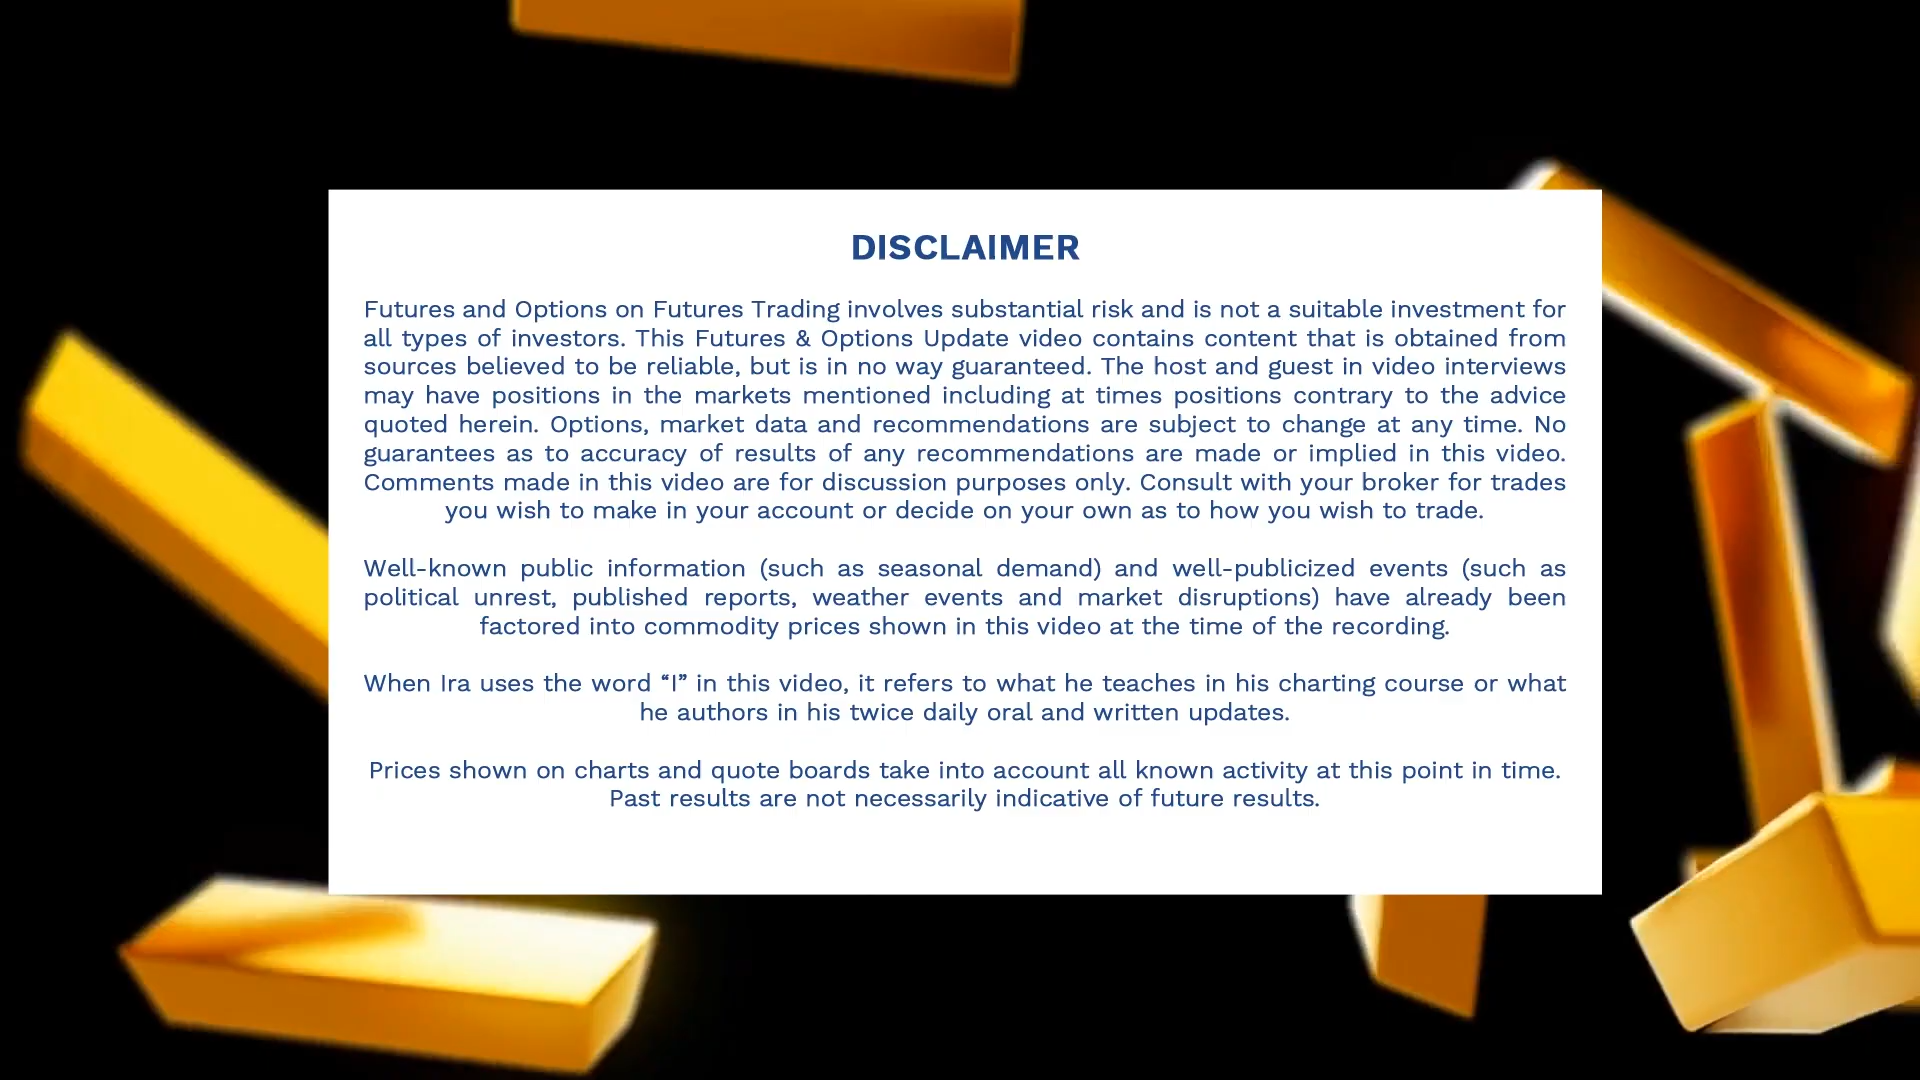 DISCLAIMER
Futures and Options on Futures Trading involves substantial risk and is not a suitable investment for
all types of investors. This Futures & Options Update video contains content that is obtained from
sources believed to be reliable, but is in no way guaranteed. The host and guest in video interviews
may have positions in the markets mentioned including at times positions contrary to the advice
quoted herein. Options, market data and recommendations are subject to change at any time. No
guarantees as to accuracy of results of any recommendations are made or implied in this video.
Comments made in this video are for discussion purposes only. Consult with your broker for trades
you wish to make in your account or decide on your own as to how you wish to trade.
Well-known public information (such as seasonal demand) and well-publicized events (such as
political unrest, published reports, weather events and market disruptions) have already been
factored into commodity prices shown in this video at the time of the recording.
When Ira uses the word “I” in this video, it refers to what he teaches in his charting course or what
he authors in his twice daily oral and written updates.
Prices shown on charts and quote boards take into account all known activity at this point in time.
Past results are not necessarily indicative of future results.